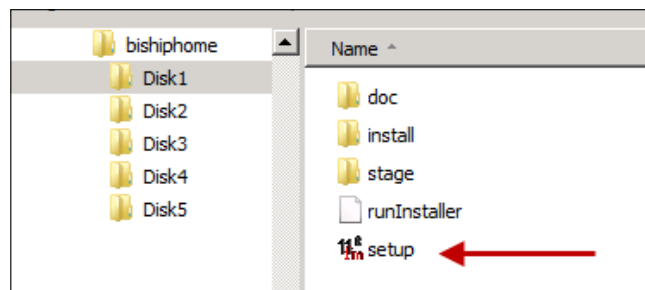 bishiphome
Disk1
Disk2
Disk3
Disk4
Disk5
Name
doc
install
stage
runInstaller
setup